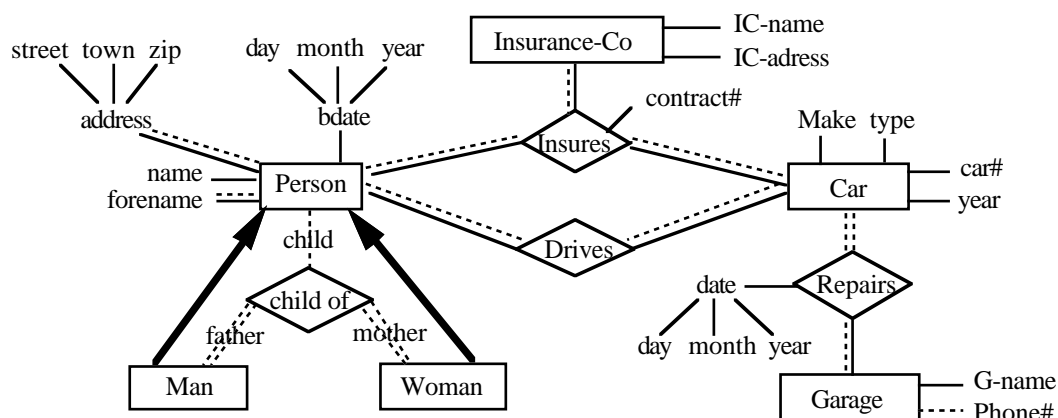 Insurance-Co
IC-name
IC-adress
street town zip
day month year
address
bdate
contract#
Insures
Make type
name
forename
Person
Car
car#
year
child
Drives
child of
father
mother
date
Repairs
day month year
Man
Woman
Garage
G-name
Phone#